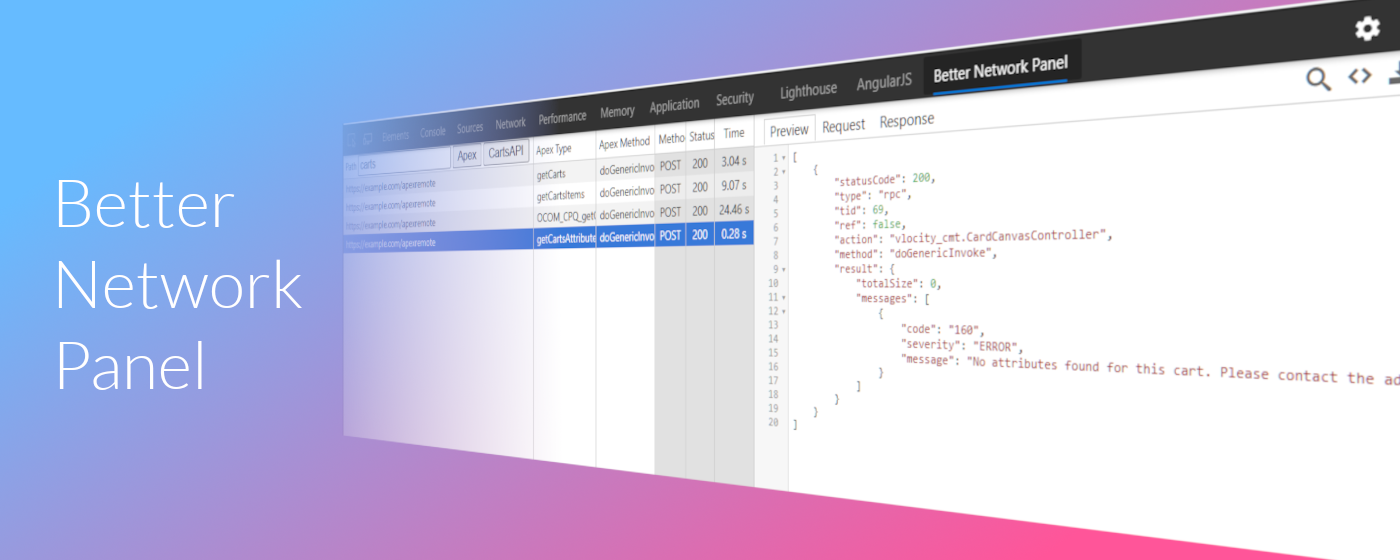 Better
Network
Panel
Elements Console Sources Network Performance Memory Application Security Lighthouse AngularJS Better Network Panel
Path carts Apex CartsAPI
Apex Type Apex Method Metho Status Time
https://example.com/apexremote getCarts doGenericInvo POST 200 3.04 s
https://example.com/apexremote getCartsItems doGenericInvo POST 200 9.07 s
https://example.com/apexremote OCOM_CPQ_get doGenericInvo POST 200 24.46 s
https://example.com/apexremote getCartsAttribute doGenericInvo POST 200 0.28 s
Preview Request Response
1 [
2 {
3 "statusCode": 200,
4 "type": "rpc",
5 "tid": 69,
6 "ref": false,
7 "action": "vlocity_cmt.CardCanvasController",
8 "method": "doGenericInvoke",
9 "result": {
10 "totalSize": 0,
11 "messages": [
12 {
13 "code": "160",
14 "severity": "ERROR",
15 "message": "No attributes found for this cart. Please contact the ad
16 }
17 ]
18 }
19 }
20 ]